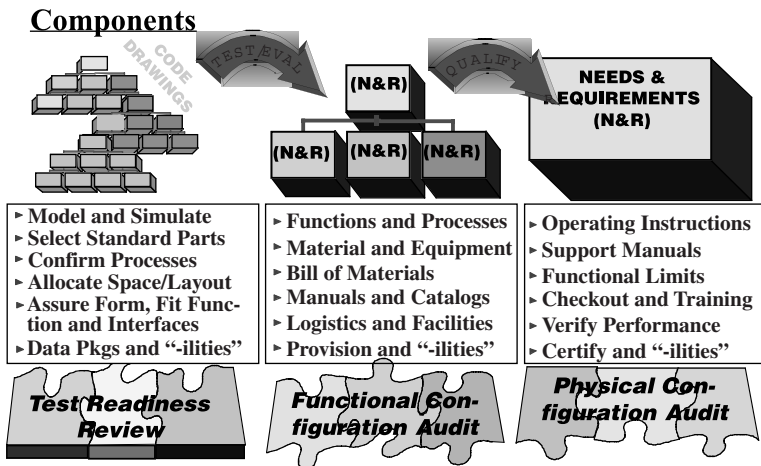 Components
CODE
DRAWINGS
TEST/EVAL
QUALIFY
(N&R)
(N&R)
(N&R)
(N&R)
NEEDS &
REQUIREMENTS
(N&R)
Model and Simulate
Select Standard Parts
Confirm Processes
Allocate Space/Layout
Assure Form, Fit Func-
tion and Interfaces
Data Pkgs and “-ilities”
Functions and Processes
Material and Equipment
Bill of Materials
Manuals and Catalogs
Logistics and Facilities
Provision and “-ilities”
Operating Instructions
Support Manuals
Functional Limits
Checkout and Training
Verify Performance
Certify and “-ilities”
Test Readiness
Review
Functional Con-
figuration Audit
Physical Con-
figuration Audit